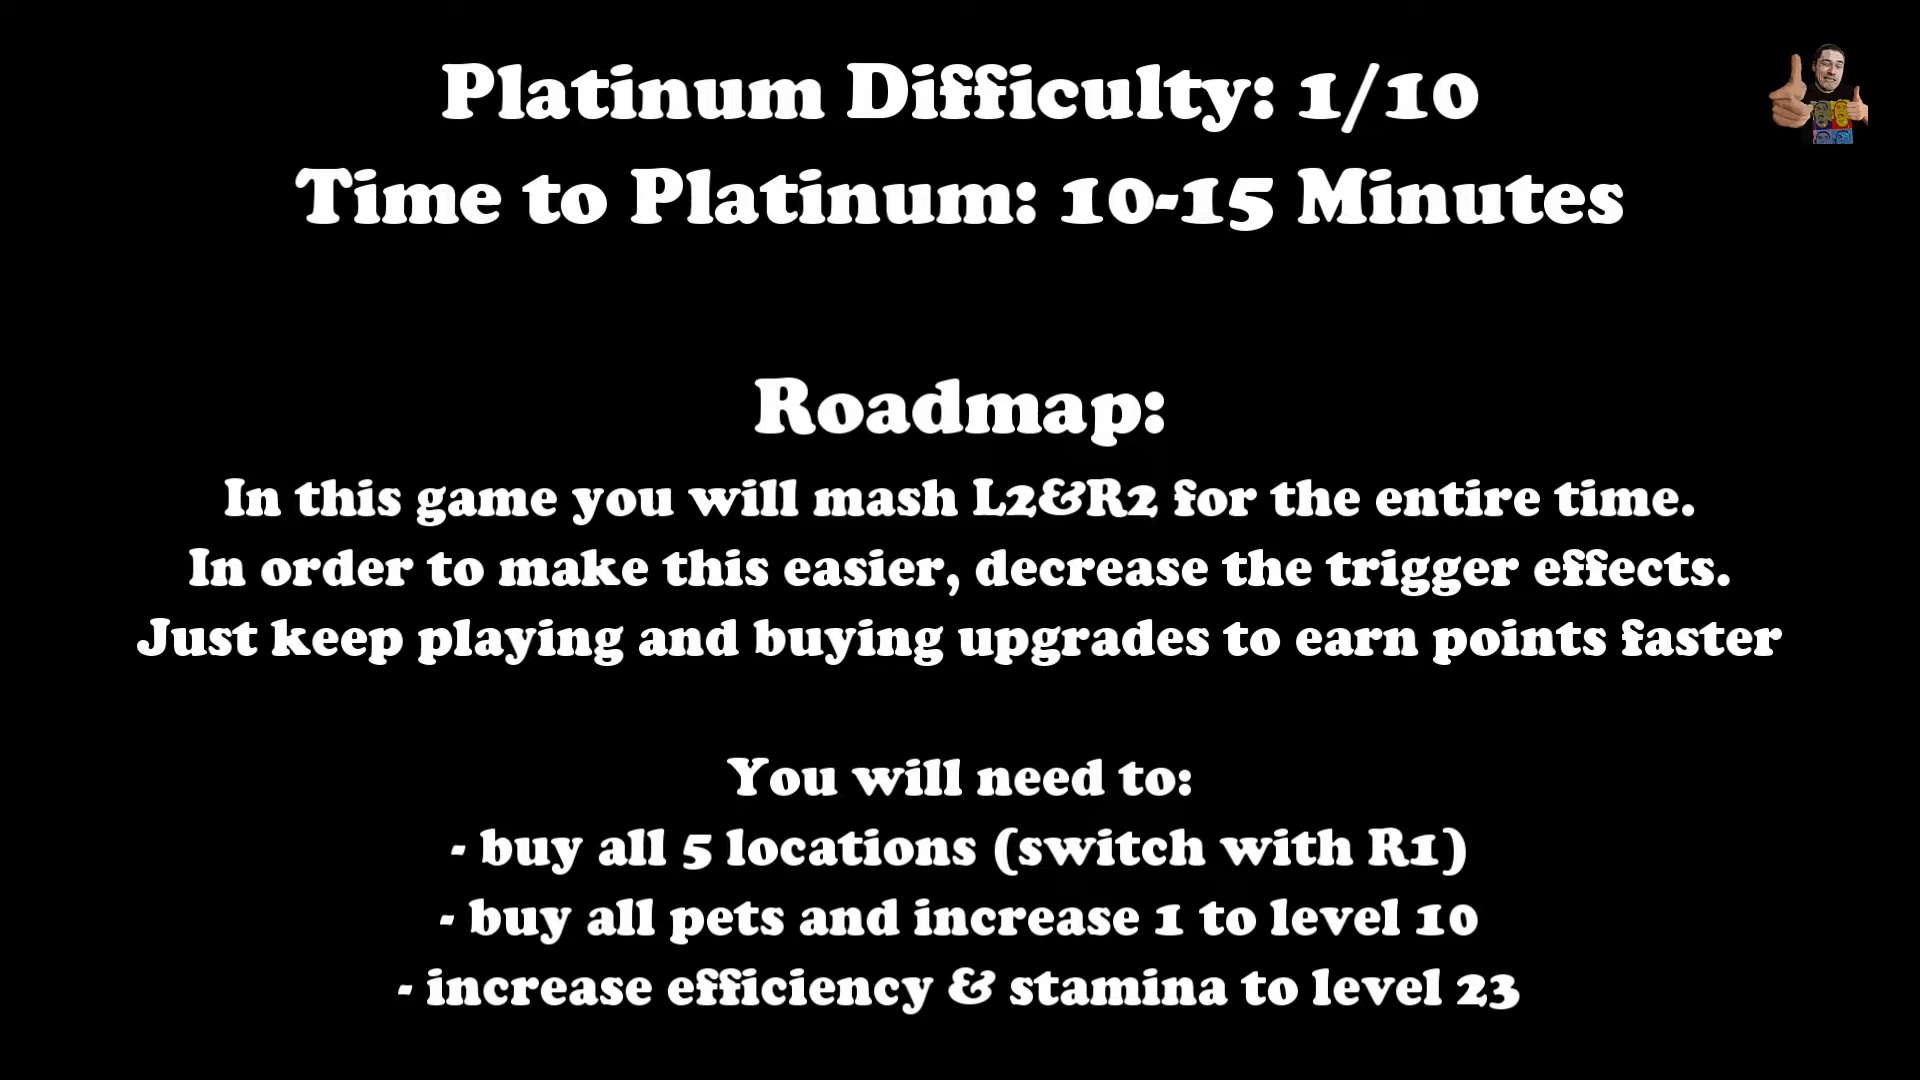 Platinum Difficulty: 1/10
Time to Platinum: 10-15 Minutes
Roadmap:
In this game you will mash L2&R2 for the entire time.
In order to make this easier, decrease the trigger effects.
Just keep playing and buying upgrades to earn points faster
You will need to:
- buy all 5 locations (switch with R1)
- buy all pets and increase 1 to level 10
- increase efficiency & stamina to level 23